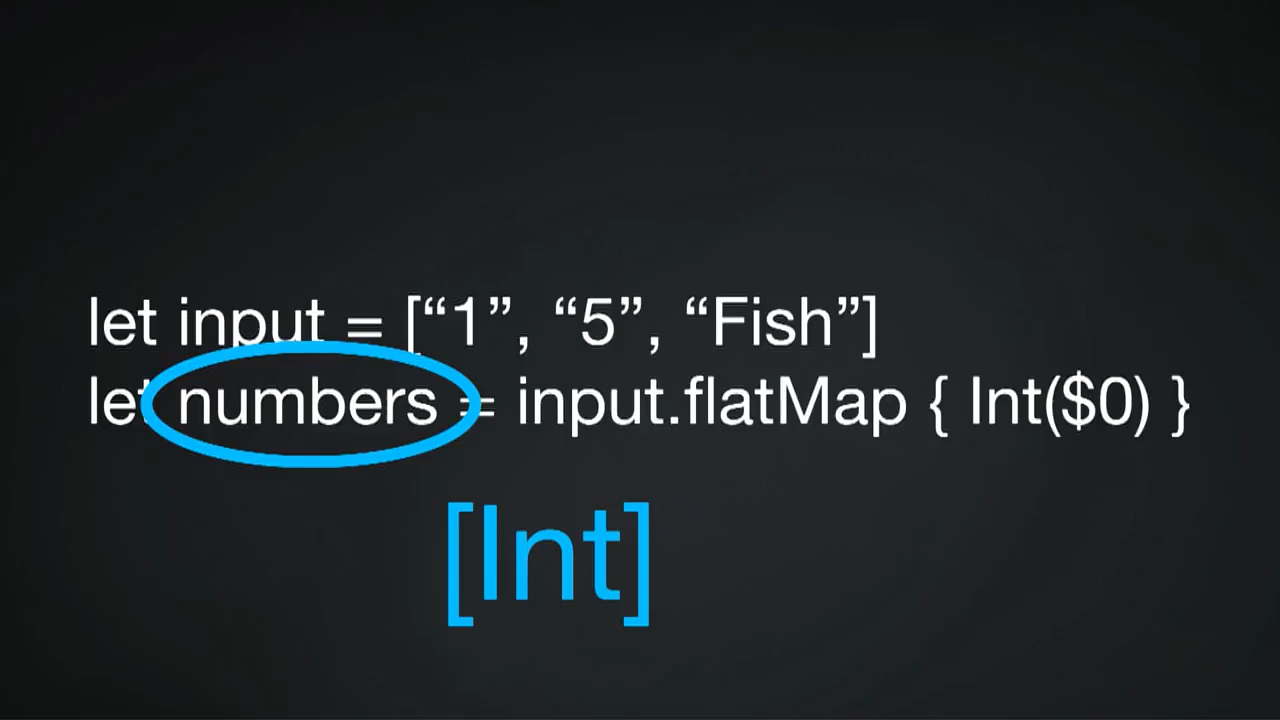 let input = [“1”, “5”, “Fish”]
let numbers = input.flatMap { Int($0) }
[Int]